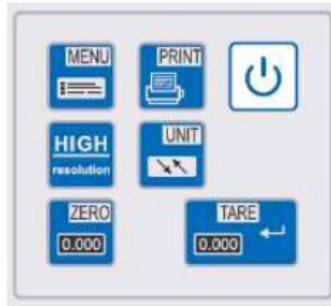 MENU
PRINT
HIGH
resolution
UNIT
ZERO
0.000
TARE
0.000